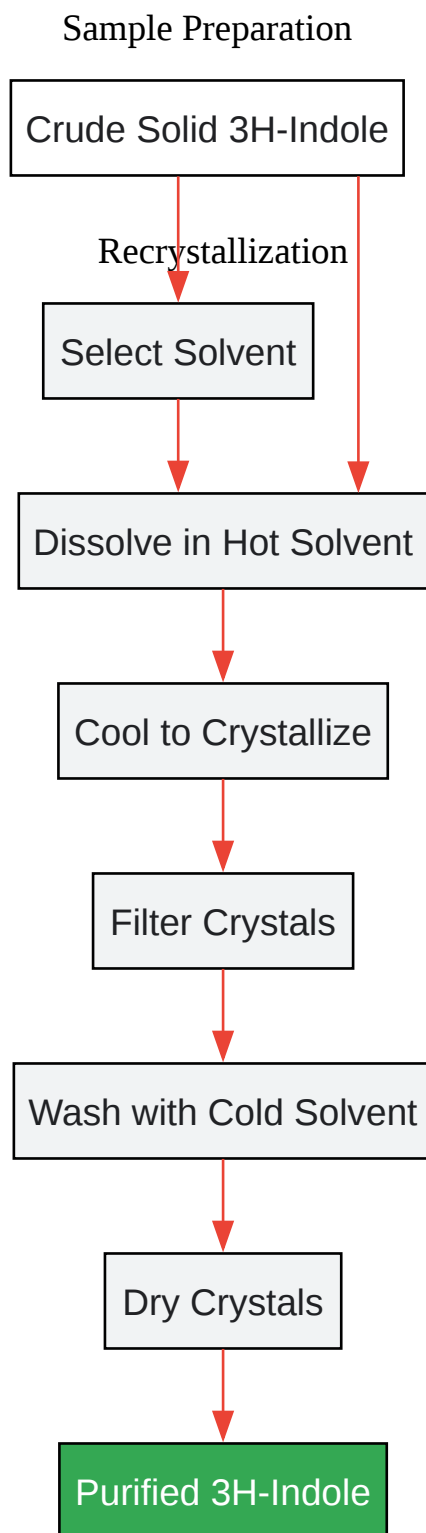 Sample Preparation
Crude Solid 3H-Indole
Recrystallization
Select Solvent
Dissolve in Hot Solvent
Cool to Crystallize
Filter Crystals
Wash with Cold Solvent
Dry Crystals
Purified 3H-Indole